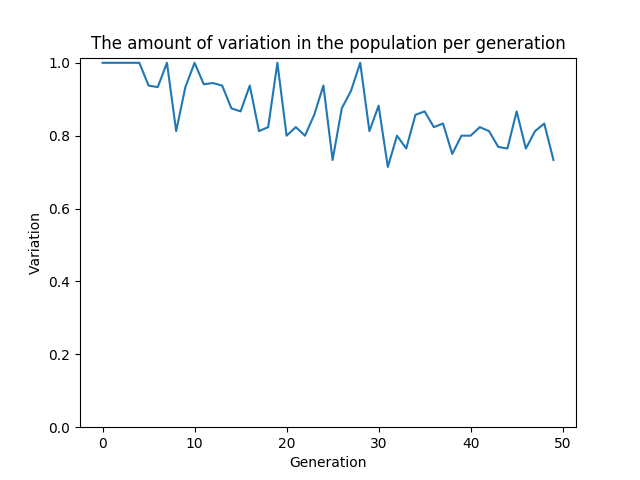 The amount of variation in the population per generation
1.0
0.8
0.6
0.4
0.2
0.0
Variation
0 10 20 30 40 50
Generation